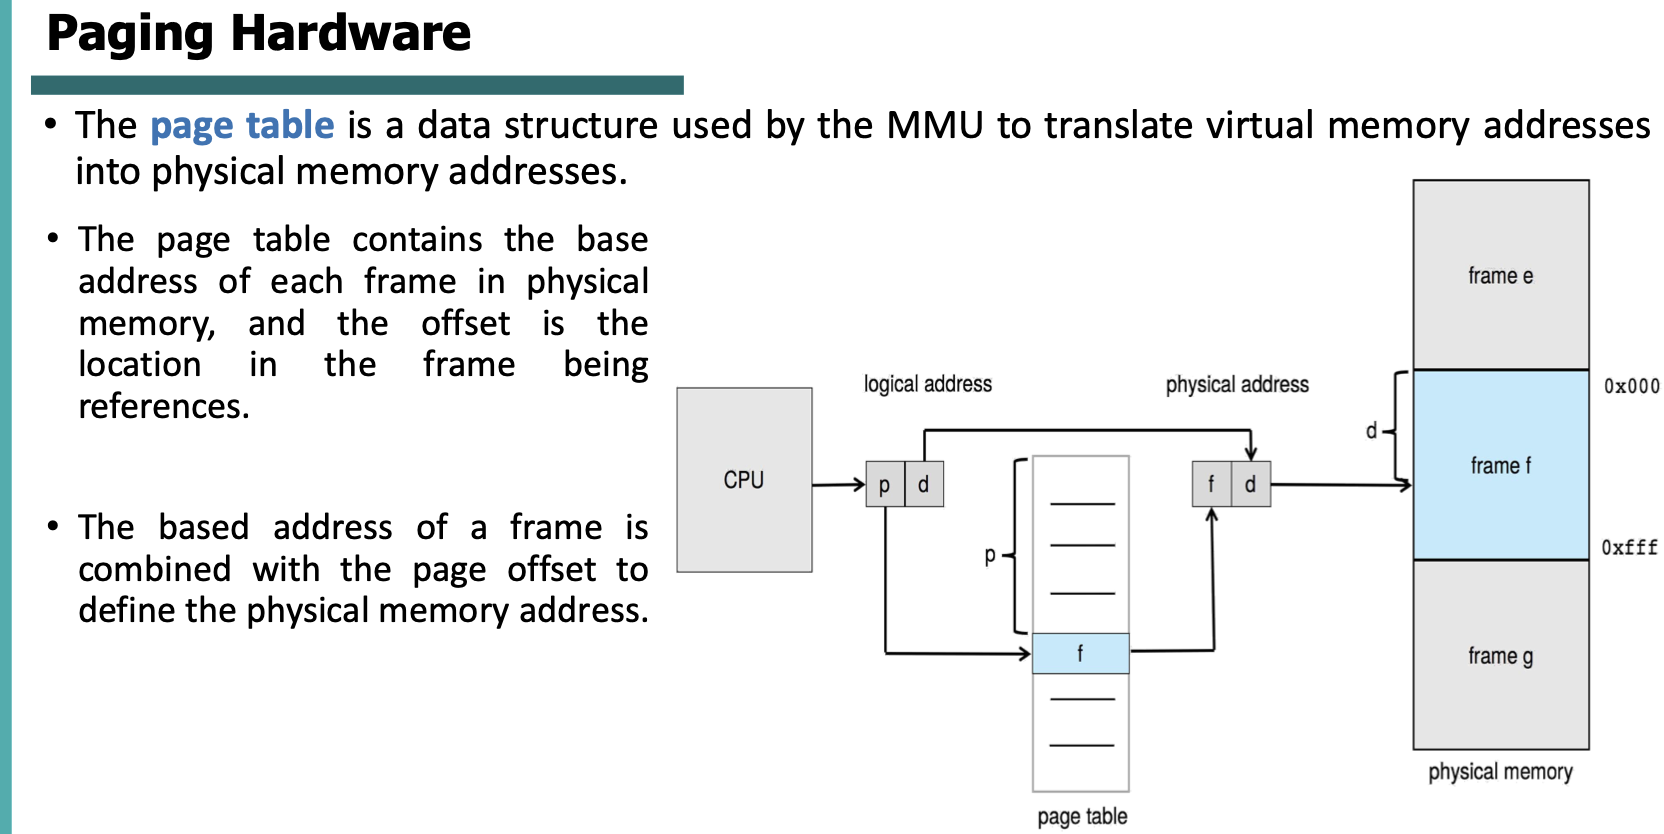 Paging Hardware
• The page table is a data structure used by the MMU to translate virtual memory addresses
into physical memory addresses.
• The page table contains the base
address of each frame in physical
memory, and the offset is the
location in the frame being
references.
• The based address of a frame is
combined with the page offset to
define the physical memory address.
CPU
logical address
p d
p
f
page table
physical address
f d
d
frame e
0x000
frame f
0xfff
frame g
physical memory